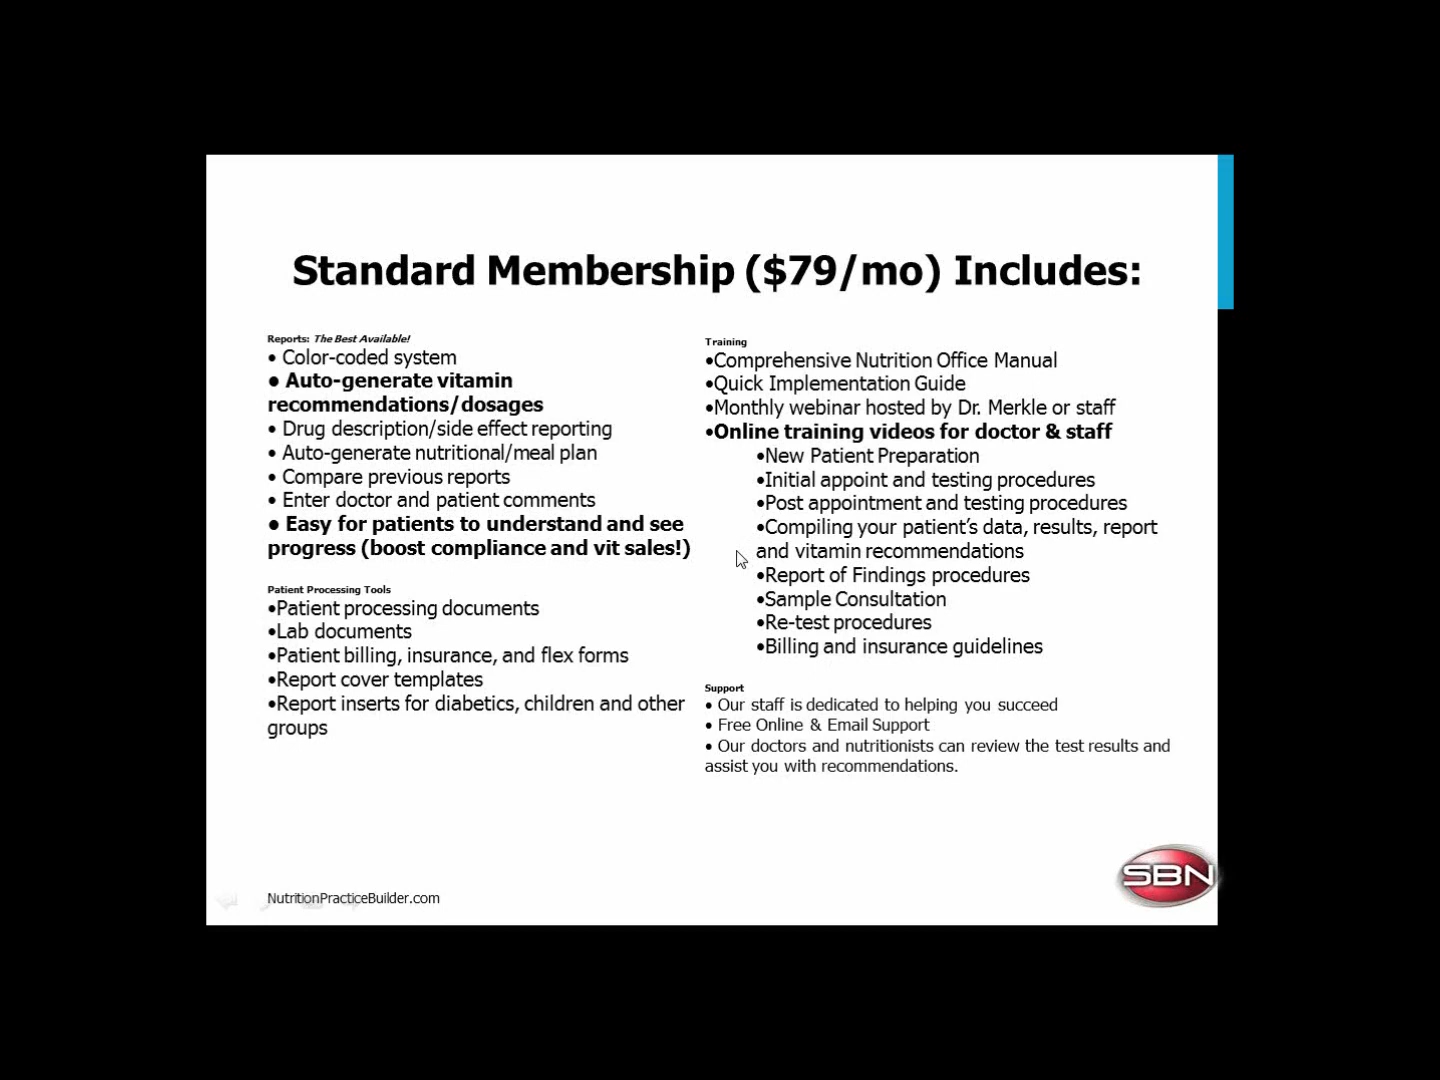 Standard Membership ($79/mo) Includes:
Reports: The Best Available!
• Color-coded system
● Auto-generate vitamin
recommendations/dosages
• Drug description/side effect reporting
• Auto-generate nutritional/meal plan
• Compare previous reports
• Enter doctor and patient comments
● Easy for patients to understand and see
progress (boost compliance and vit sales!)
Patient Processing Tools
•Patient processing documents
•Lab documents
•Patient billing, insurance, and flex forms
•Report cover templates
•Report inserts for diabetics, children and other
groups
Training
•Comprehensive Nutrition Office Manual
•Quick Implementation Guide
•Monthly webinar hosted by Dr. Merkle or staff
•Online training videos for doctor & staff
•New Patient Preparation
•Initial appoint and testing procedures
•Post appointment and testing procedures
•Compiling your patient's data, results, report
and vitamin recommendations
•Report of Findings procedures
•Sample Consultation
•Re-test procedures
•Billing and insurance guidelines
Support
• Our staff is dedicated to helping you succeed
• Free Online & Email Support
• Our doctors and nutritionists can review the test results and
assist you with recommendations.
SBN
NutritionPracticeBuilder.com